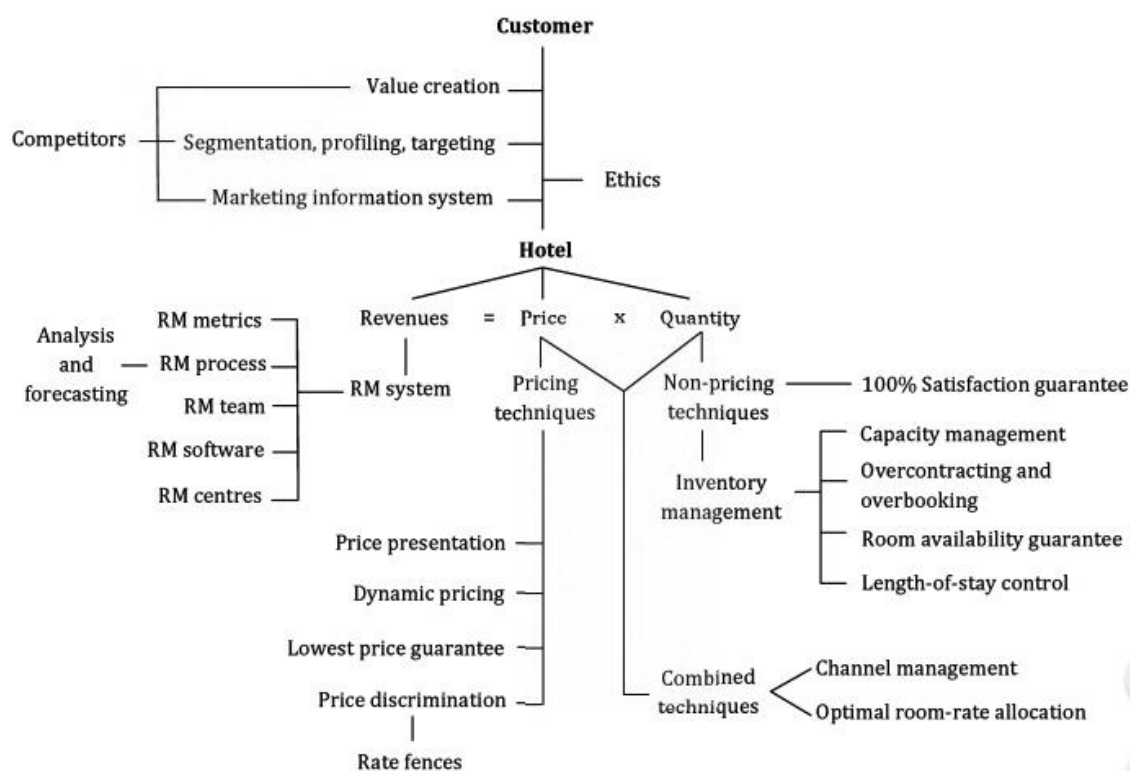 Customer
Value creation
Competitors
Segmentation, profiling, targeting
Ethics
Marketing information system
Hotel
Revenues = Price x Quantity
RM metrics
Analysis
and
forecasting
RM process
RM team
RM software
RM centres
RM system
Pricing
techniques
Non-pricing
techniques
100% Satisfaction guarantee
Inventory
management
Capacity management
Overcontracting and
overbooking
Room availability guarantee
Length-of-stay control
Price presentation
Dynamic pricing
Lowest price guarantee
Price discrimination
Rate fences
Combined
techniques
Channel management
Optimal room-rate allocation